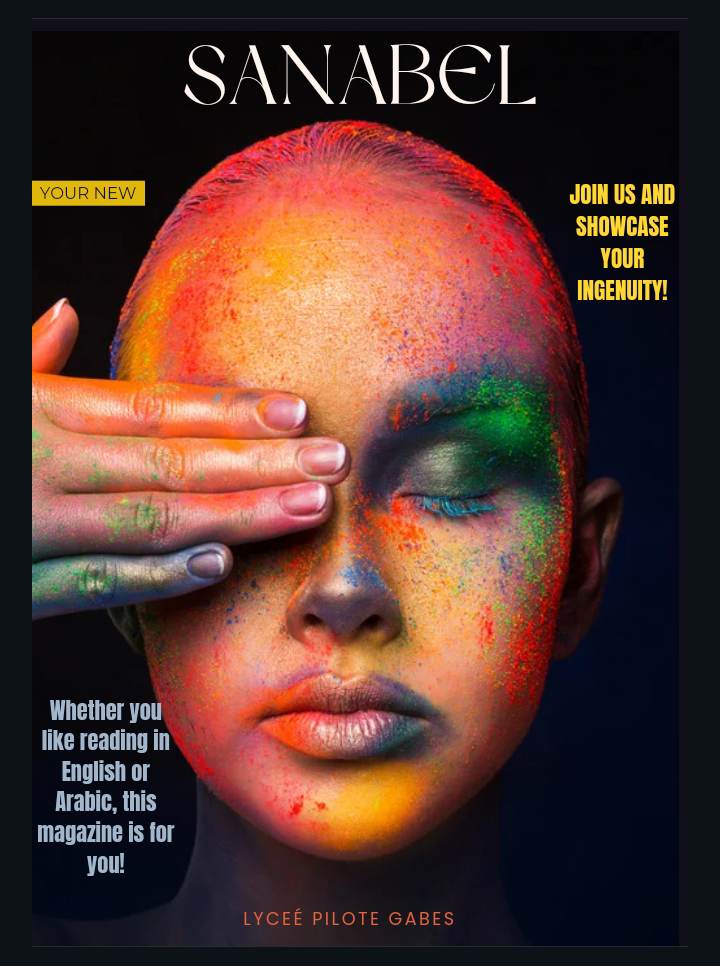 SANABEL
YOUR NEW
JOIN US AND
SHOWCASE
YOUR
INGENUITY!
Whether you
like reading in
English or
Arabic, this
magazine is for
you!
LYCEÉ PILOTE GABES